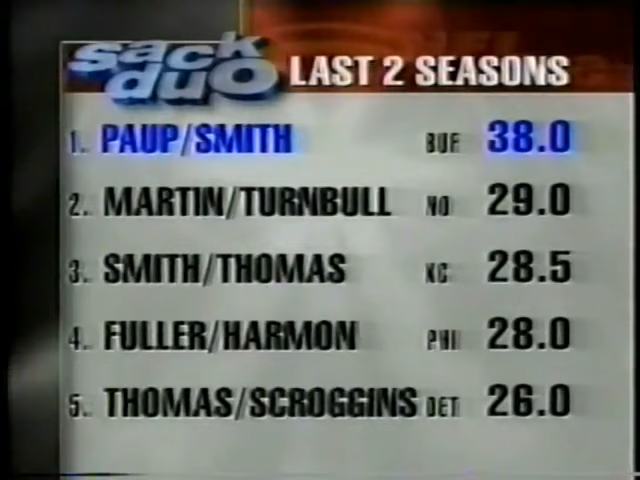 sack
duo LAST 2 SEASONS
1. PAUP/SMITH BUF 38.0
2. MARTIN/TURNBULL NO 29.0
3. SMITH/THOMAS KC 28.5
4. FULLER/HARMON PHI 28.0
5. THOMAS/SCROGGINS DET 26.0